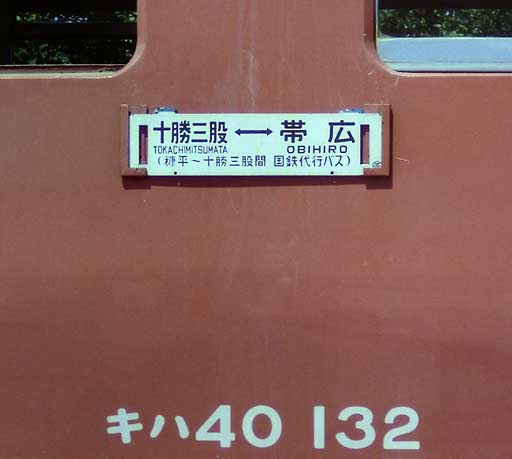 十勝三股 ↔ 帯広
TOKACHIMITSUMATA OBIHIRO
(糠平～十勝三股間 国鉄代行バス)
キハ40 132